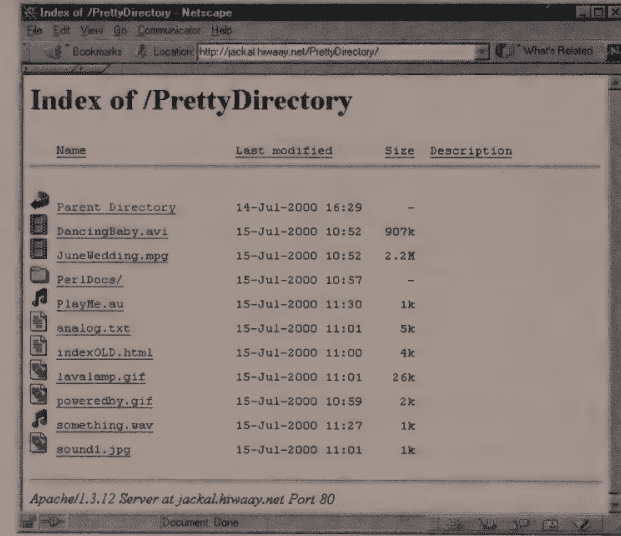 Index of /PrettyDirectory - Netscape
File Edit View Go Communicator Help
Bookmarks Location: http://jackal.hiwaay.net/PrettyDirectory/ What's Related
Index of /PrettyDirectory
Name Last modified Size Description
Parent Directory 14-Jul-2000 16:29 -
DancingBaby.avi 15-Jul-2000 10:52 907k
JuneWedding.mpg 15-Jul-2000 10:52 2.2M
PerlDocs/ 15-Jul-2000 10:57 -
PlayMe.au 15-Jul-2000 11:30 1k
analog.txt 15-Jul-2000 11:01 5k
indexOLD.html 15-Jul-2000 11:00 4k
lavalamp.gif 15-Jul-2000 11:01 26k
poweredby.gif 15-Jul-2000 10:59 2k
something.wav 15-Jul-2000 11:27 1k
sound1.jpg 15-Jul-2000 11:01 1k
Apache/1.3.12 Server at jackal.hiwaay.net Port 80
Document: Done